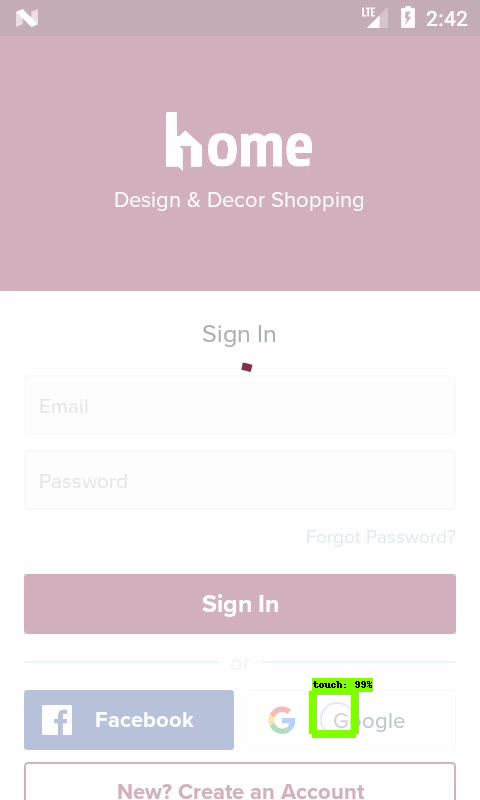 LTE 2:42
home
Design & Decor Shopping
Sign In
Email
Password
Forgot Password?
Sign In
or
touch: 99%
Facebook
Google
New? Create an Account